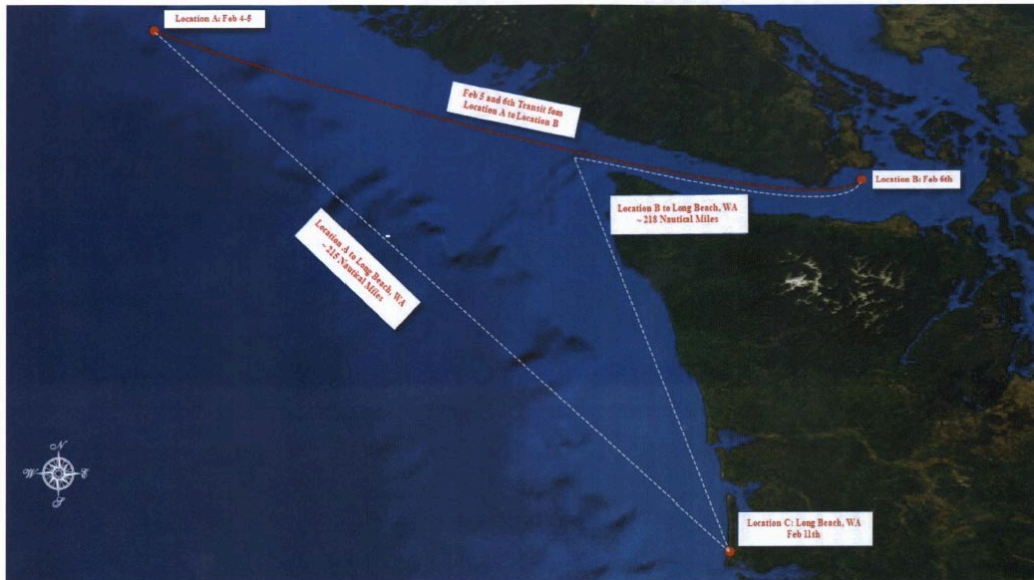 Location A: Feb 4-5
Feb 5 and 6th Transit fom
Location A to Location B
Location B: Feb 6th
Location B to Long Beach, WA
~ 218 Nautical Miles
Location A to Long Beach, WA
~ 215 Nautical Miles
N
W
E
S
Location C: Long Beach, WA
Feb 11th